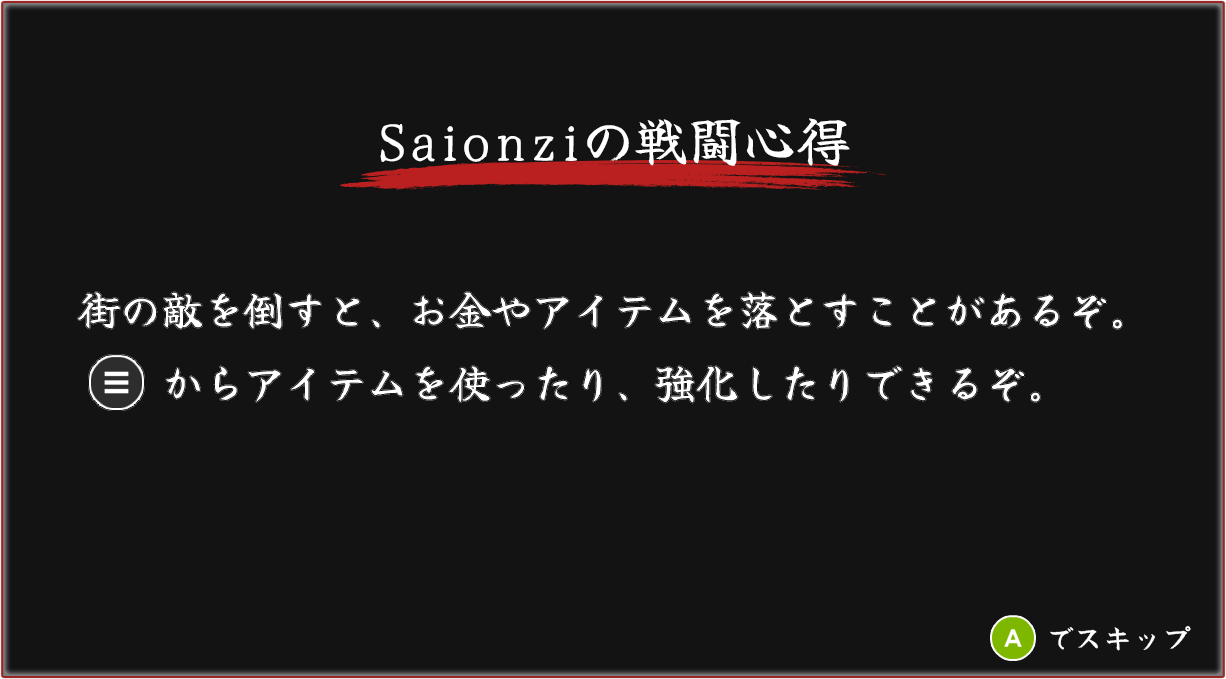 Saionziの戦闘心得
街の敵を倒すと、お金やアイテムを落とすことがあるぞ。
からアイテムを使ったり、強化したりできるぞ。
A でスキップ